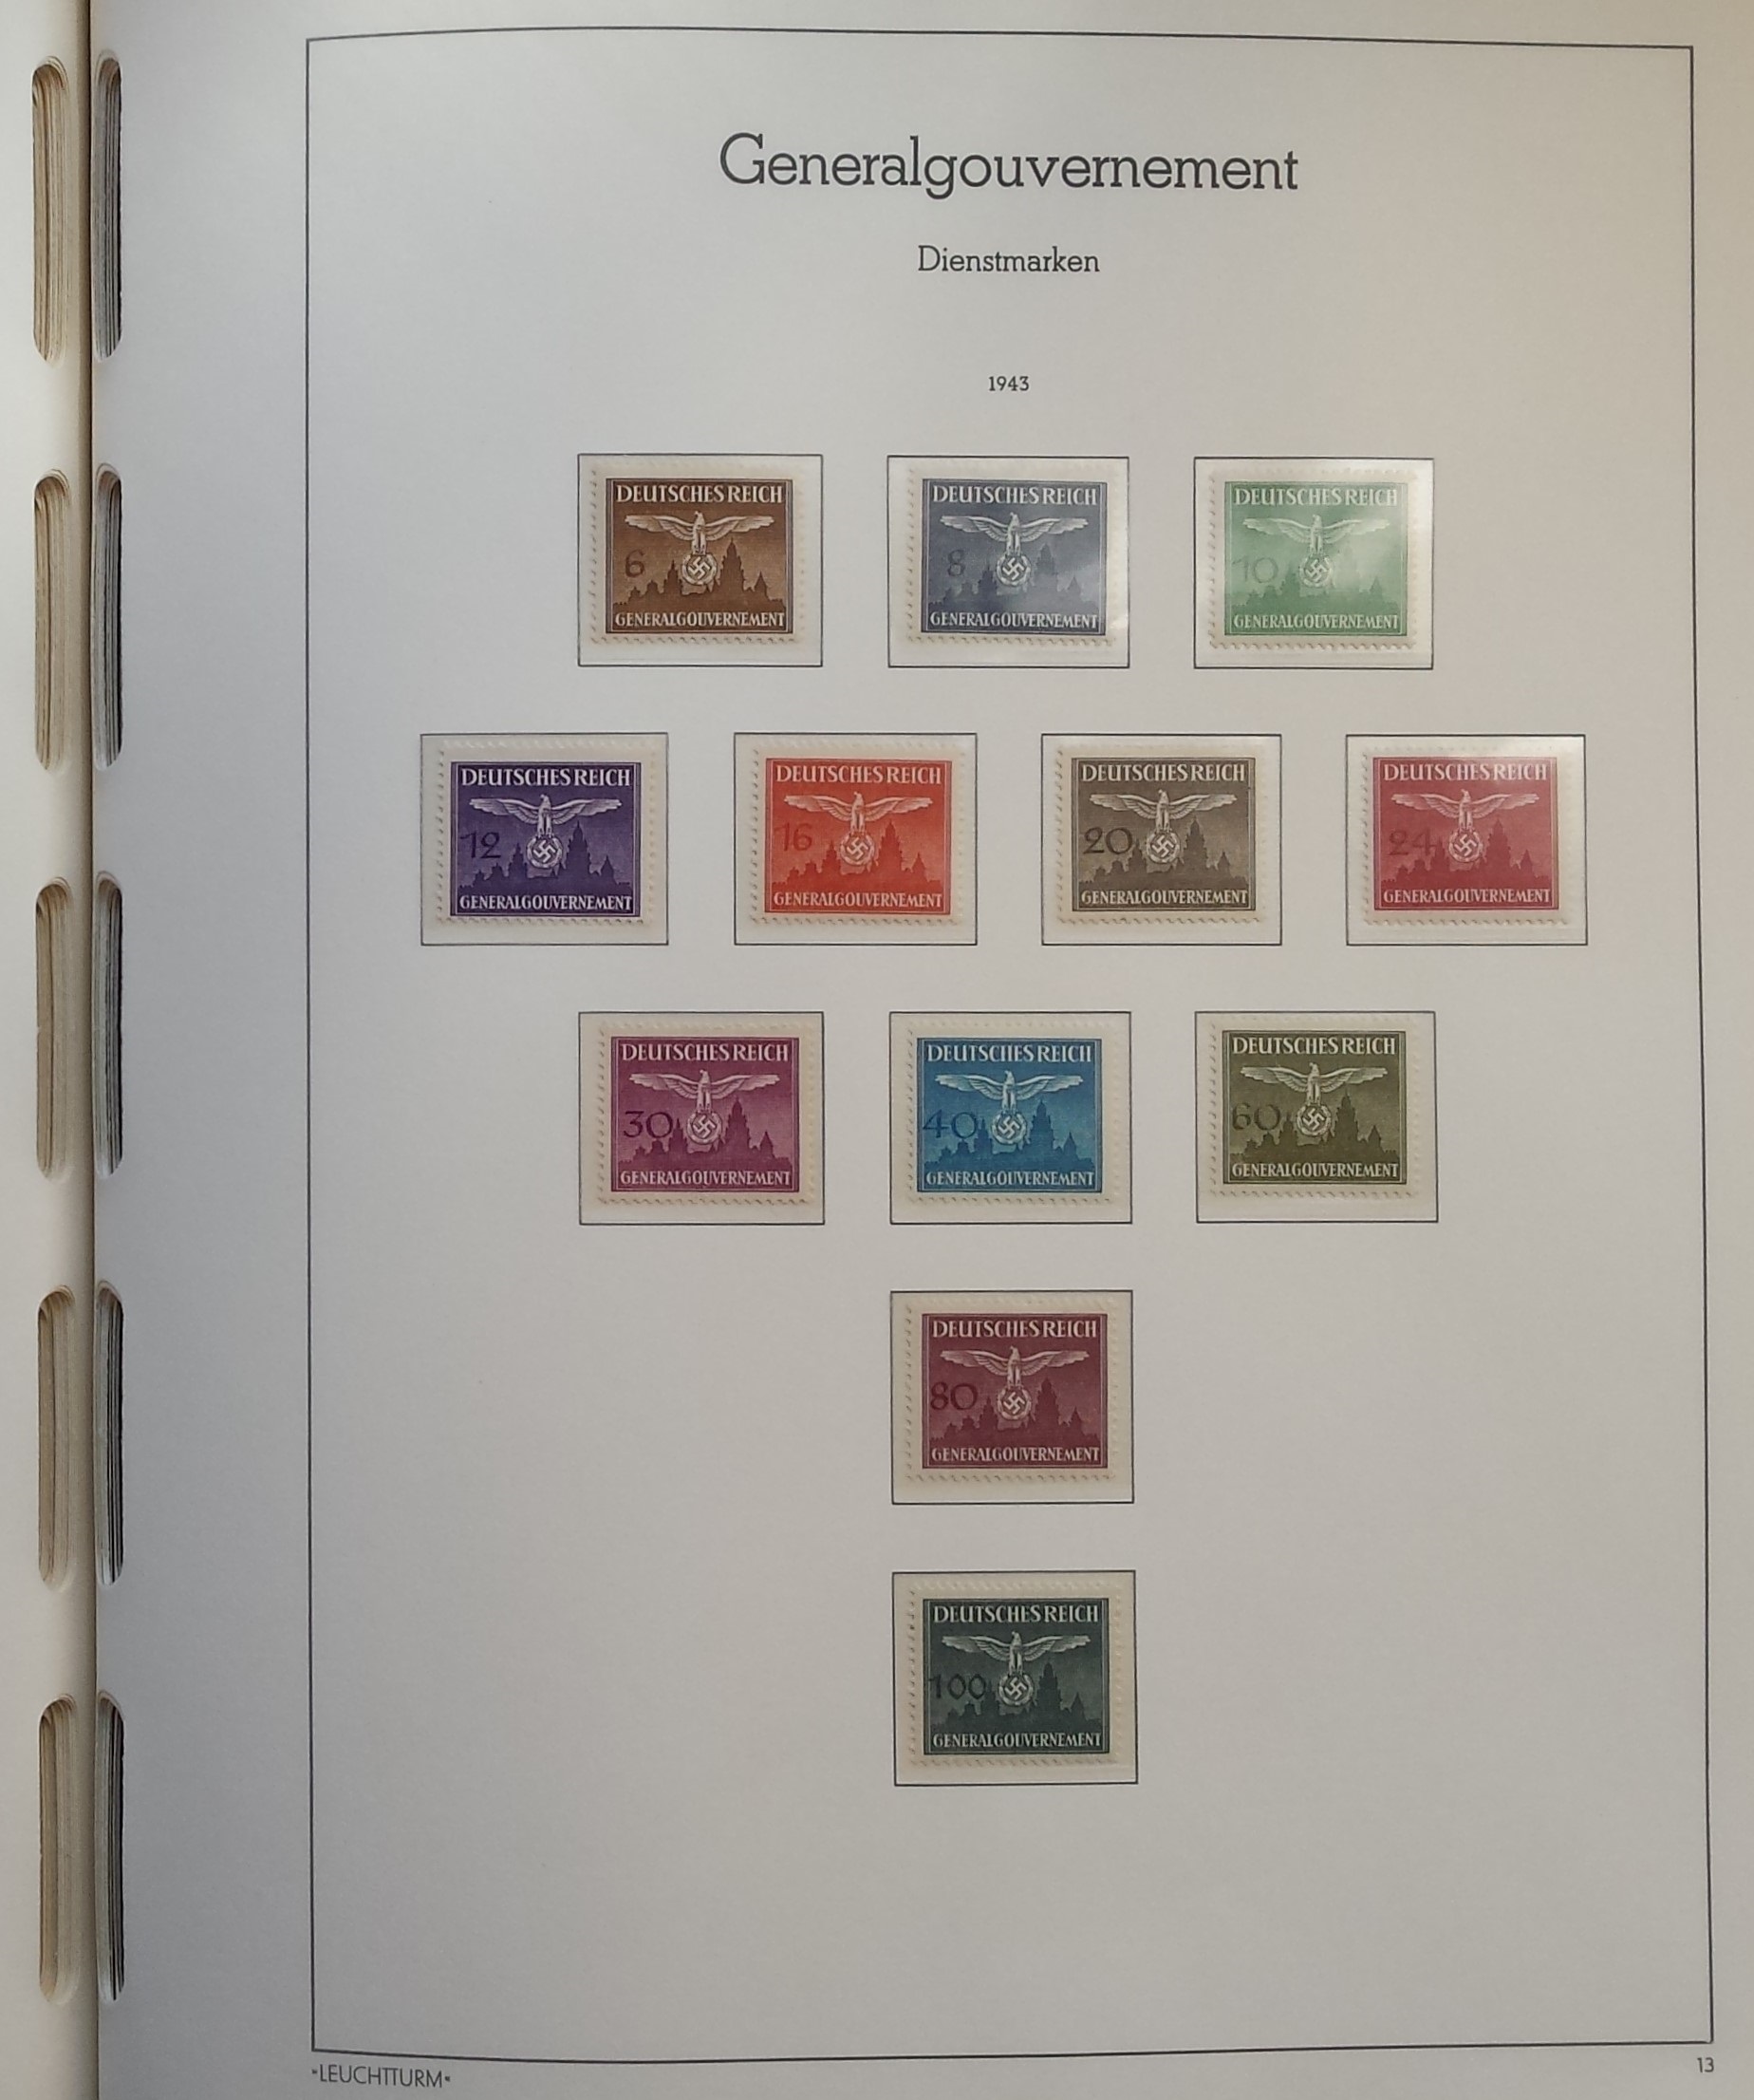 Generalgouvernement
Dienstmarken
1943
DEUTSCHES REICH
6
GENERALGOUVERNEMENT
DEUTSCHES REICH
8
GENERALGOUVERNEMENT
DEUTSCHES REICH
10
GENERALGOUVERNEMENT
DEUTSCHES REICH
12
GENERALGOUVERNEMENT
DEUTSCHES REICH
16
GENERALGOUVERNEMENT
DEUTSCHES REICH
20
GENERALGOUVERNEMENT
DEUTSCHES REICH
24
GENERALGOUVERNEMENT
DEUTSCHES REICH
30
GENERALGOUVERNEMENT
DEUTSCHES REICH
40
GENERALGOUVERNEMENT
DEUTSCHES REICH
60
GENERALGOUVERNEMENT
DEUTSCHES REICH
80
GENERALGOUVERNEMENT
DEUTSCHES REICH
100
GENERALGOUVERNEMENT
"LEUCHTTURM"
13